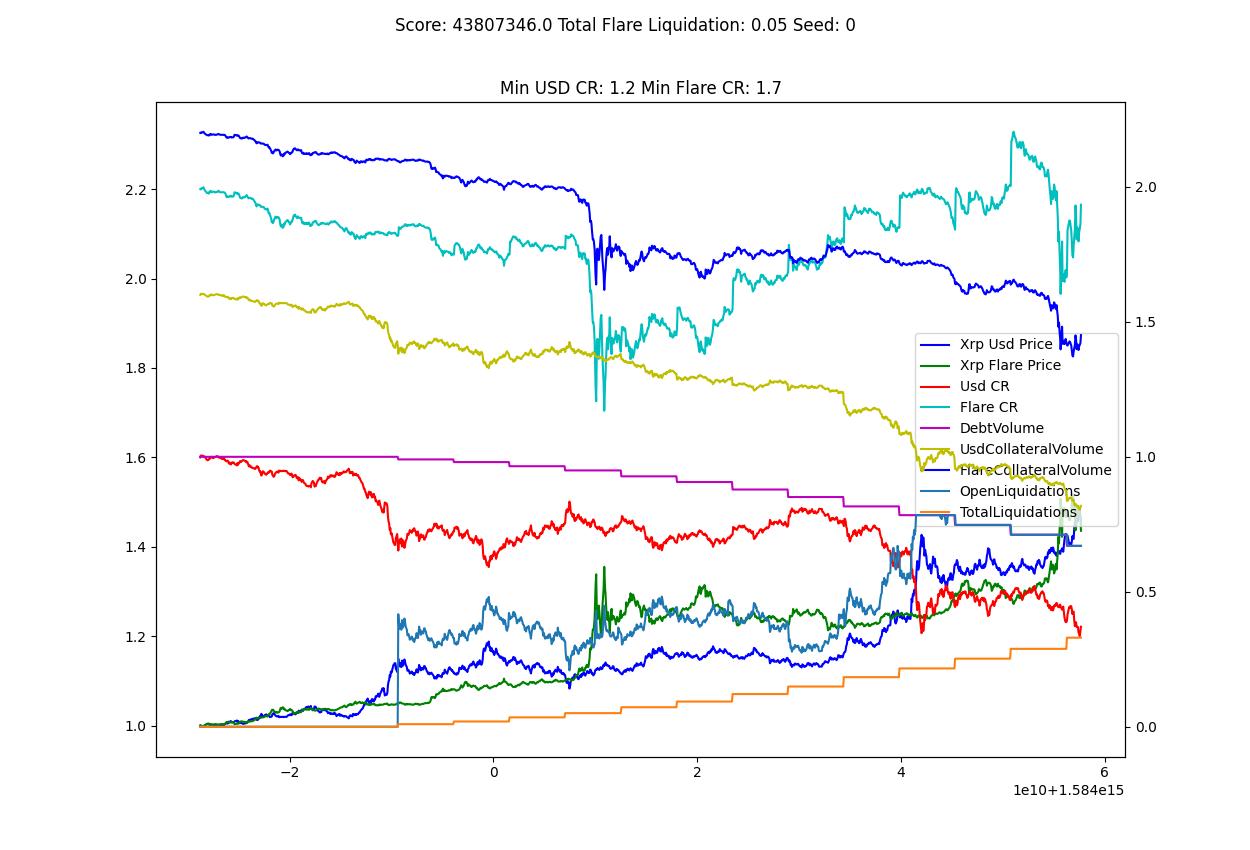 Score: 43807346.0 Total Flare Liquidation: 0.05 Seed: 0
Min USD CR: 1.2 Min Flare CR: 1.7
2.2
2.0
1.8
1.6
1.4
1.2
1.0
2.0
1.5
1.0
0.5
0.0
Xrp Usd Price
Xrp Flare Price
Usd CR
Flare CR
DebtVolume
UsdCollateralVolume
FlareCollateralVolume
OpenLiquidations
TotalLiquidations
−2
0
2
4
6
1e10+1.584e15